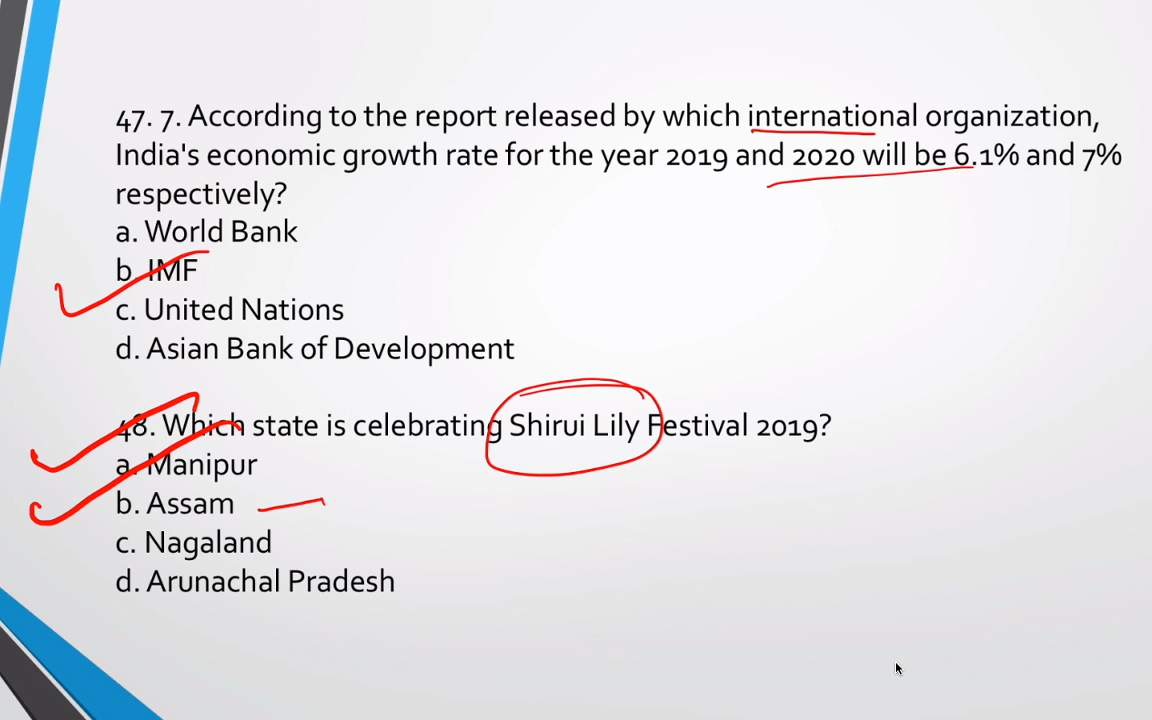 47. 7. According to the report released by which international organization,
India's economic growth rate for the year 2019 and 2020 will be 6.1% and 7%
respectively?
a. World Bank
b. IMF
c. United Nations
d. Asian Bank of Development
48. Which state is celebrating Shirui Lily Festival 2019?
a. Manipur
b. Assam
c. Nagaland
d. Arunachal Pradesh